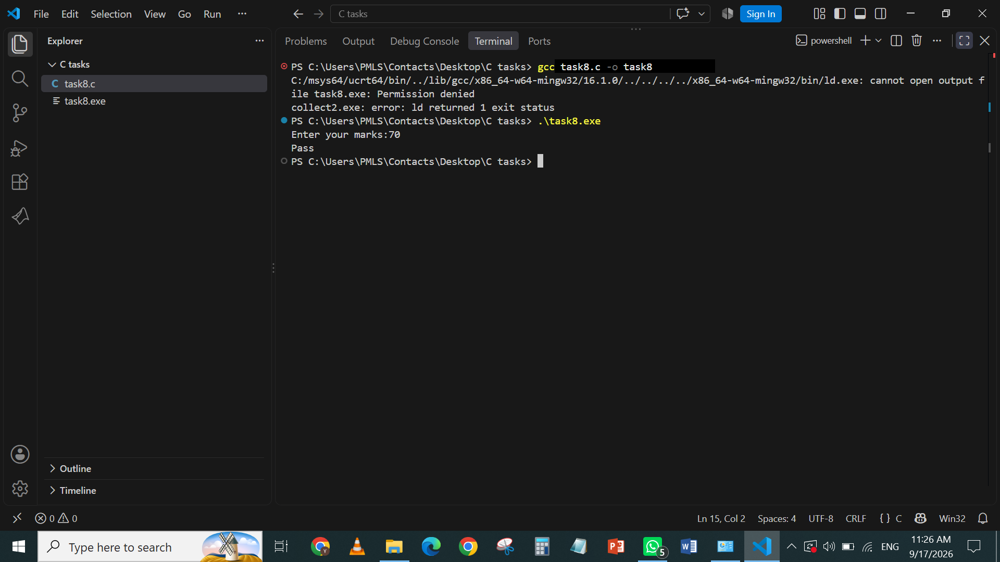 File Edit Selection View Go Run ···
C tasks
Sign In
Explorer
Problems Output Debug Console Terminal Ports
powershell
C tasks
C task8.c
task8.exe
PS C:\Users\PMLS\Contacts\Desktop\C tasks> gcc task8.c -o task8
C:/msys64/ucrt64/bin/../lib/gcc/x86_64-w64-mingw32/16.1.0/../../../../x86_64-w64-mingw32/bin/ld.exe: cannot open output f
ile task8.exe: Permission denied
collect2.exe: error: ld returned 1 exit status
PS C:\Users\PMLS\Contacts\Desktop\C tasks> .\task8.exe
Enter your marks:70
Pass
PS C:\Users\PMLS\Contacts\Desktop\C tasks>
Outline
Timeline
0 0
Ln 15, Col 2 Spaces: 4 UTF-8 CRLF { } C Win32
Type here to search
Y
5
ENG
11:26 AM
9/17/2026